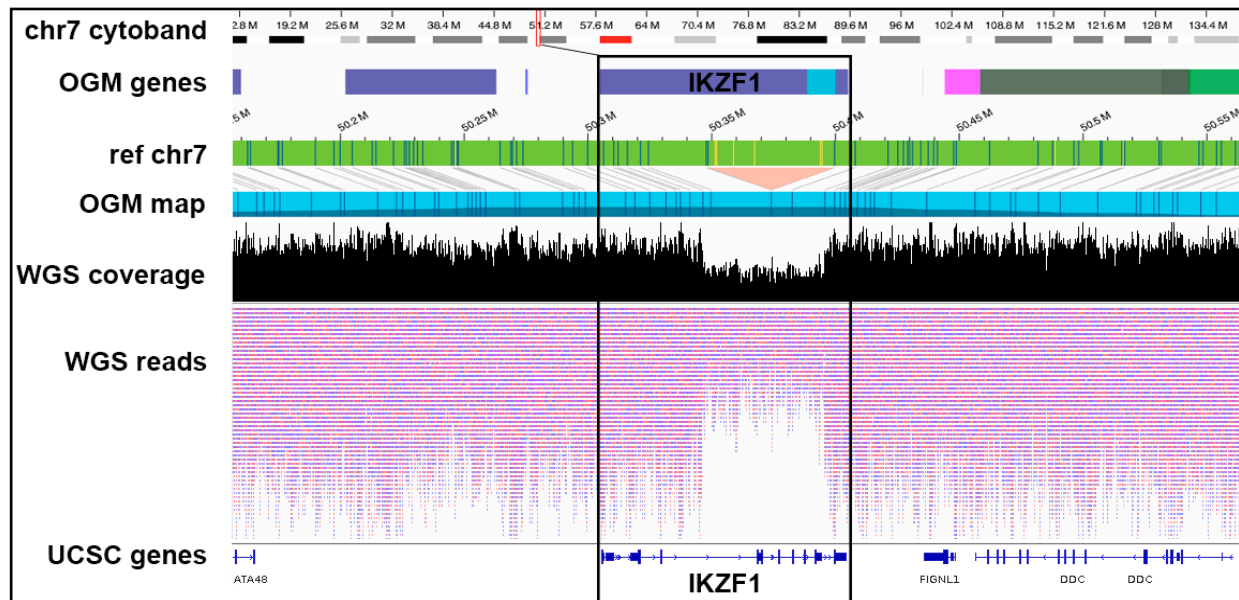 2.8 M 19.2 M 25.6 M 32 M 38.4 M 44.8 M 51.2 M 57.6 M 64 M 70.4 M 76.8 M 83.2 M 89.6 M 96 M 102.4 M 108.8 M 115.2 M 121.6 M 128 M 134.4 M
chr7 cytoband
OGM genes
IKZF1
5 M 50.2 M 50.25 M 50.3 M 50.35 M 50.4 M 50.45 M 50.5 M 50.55 M
ref chr7
OGM map
WGS coverage
WGS reads
UCSC genes
ATA48 IKZF1 FIGNL1 DDC DDC